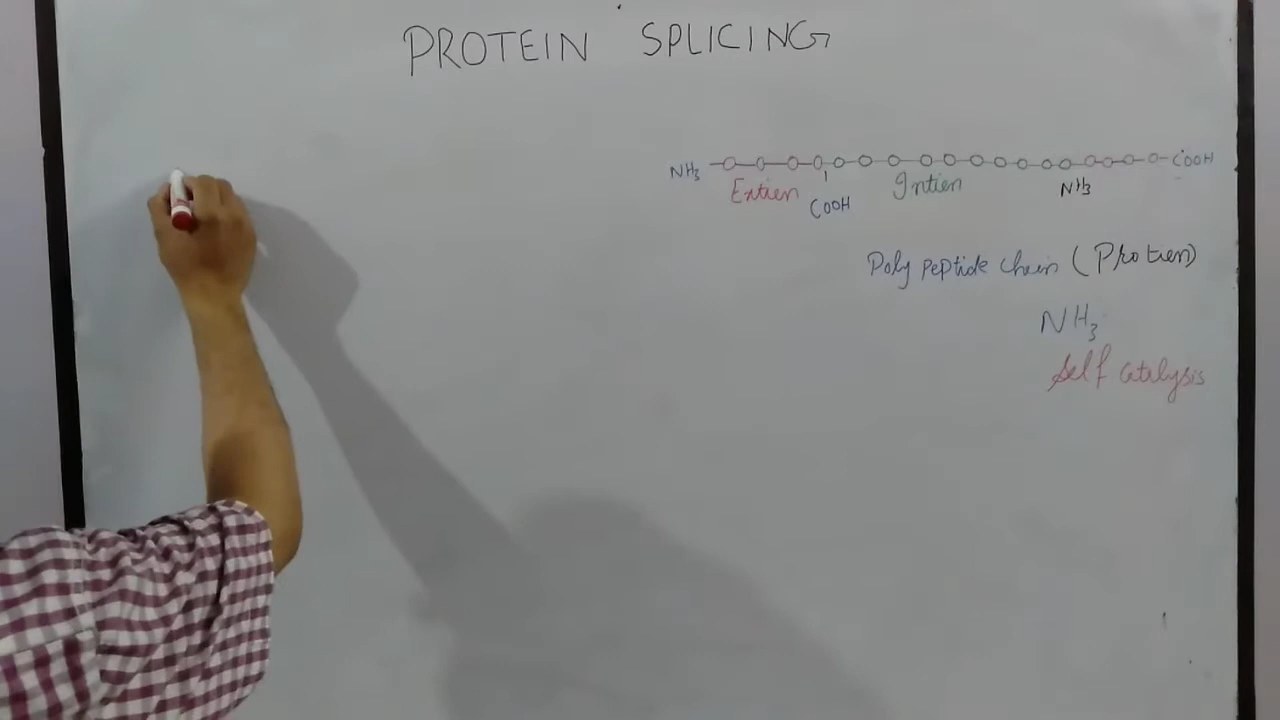 PROTEIN SPLICING
NH3 COOH
Extien Intien NH3
COOH
Poly peptide chain (Protien)
NH3
Self catalysis